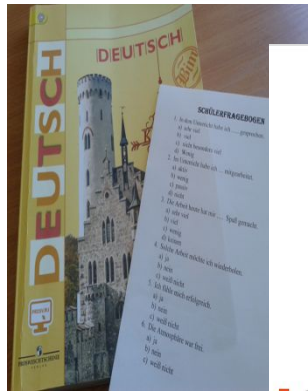 DEUTSCH
DEUTSCH
SCHÜLERFRAGEBOGEN
1. In dem Unterricht habe ich .... gesprochen:
a) sehr viel
b) viel
c) nicht besonders viel
d) Wenig
2. Im Unterricht habe ich ... mitgearbeitet.
a) aktiv
b) wenig
c) passiv
d) nicht
3. Die Arbeit heute hat mir ... Spaß gemacht.
a) sehr viel
b) viel
c) wenig
d) keinen
4. Solche Arbeit möchte ich wiederholen.
a) ja
b) nein
c) weiß nicht
5. Ich fühle mich erfolgreich.
a) ja
b) nein
c) weiß nicht
6. Die Atmosphäre war frei.
a) ja
b) nein
c) weiß nicht
ПРОСВЕЩЕНИЕ